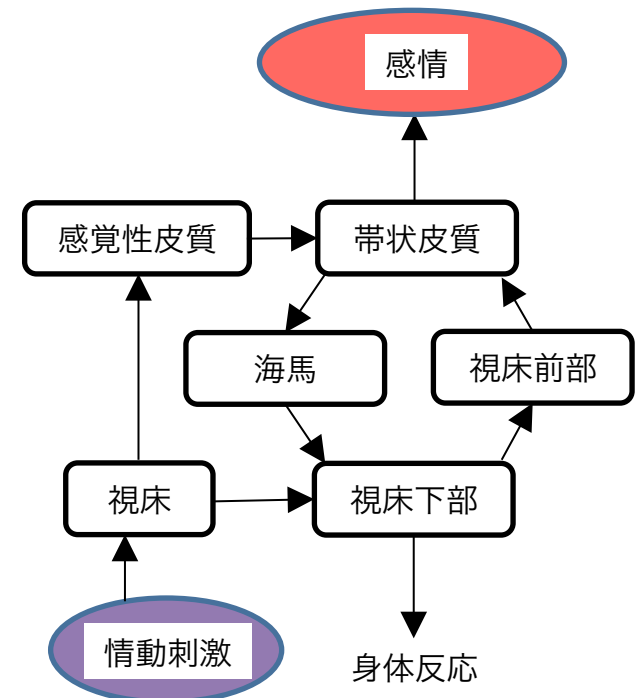 感情
感覚性皮質
帯状皮質
海馬
視床前部
視床
視床下部
情動刺激
身体反応